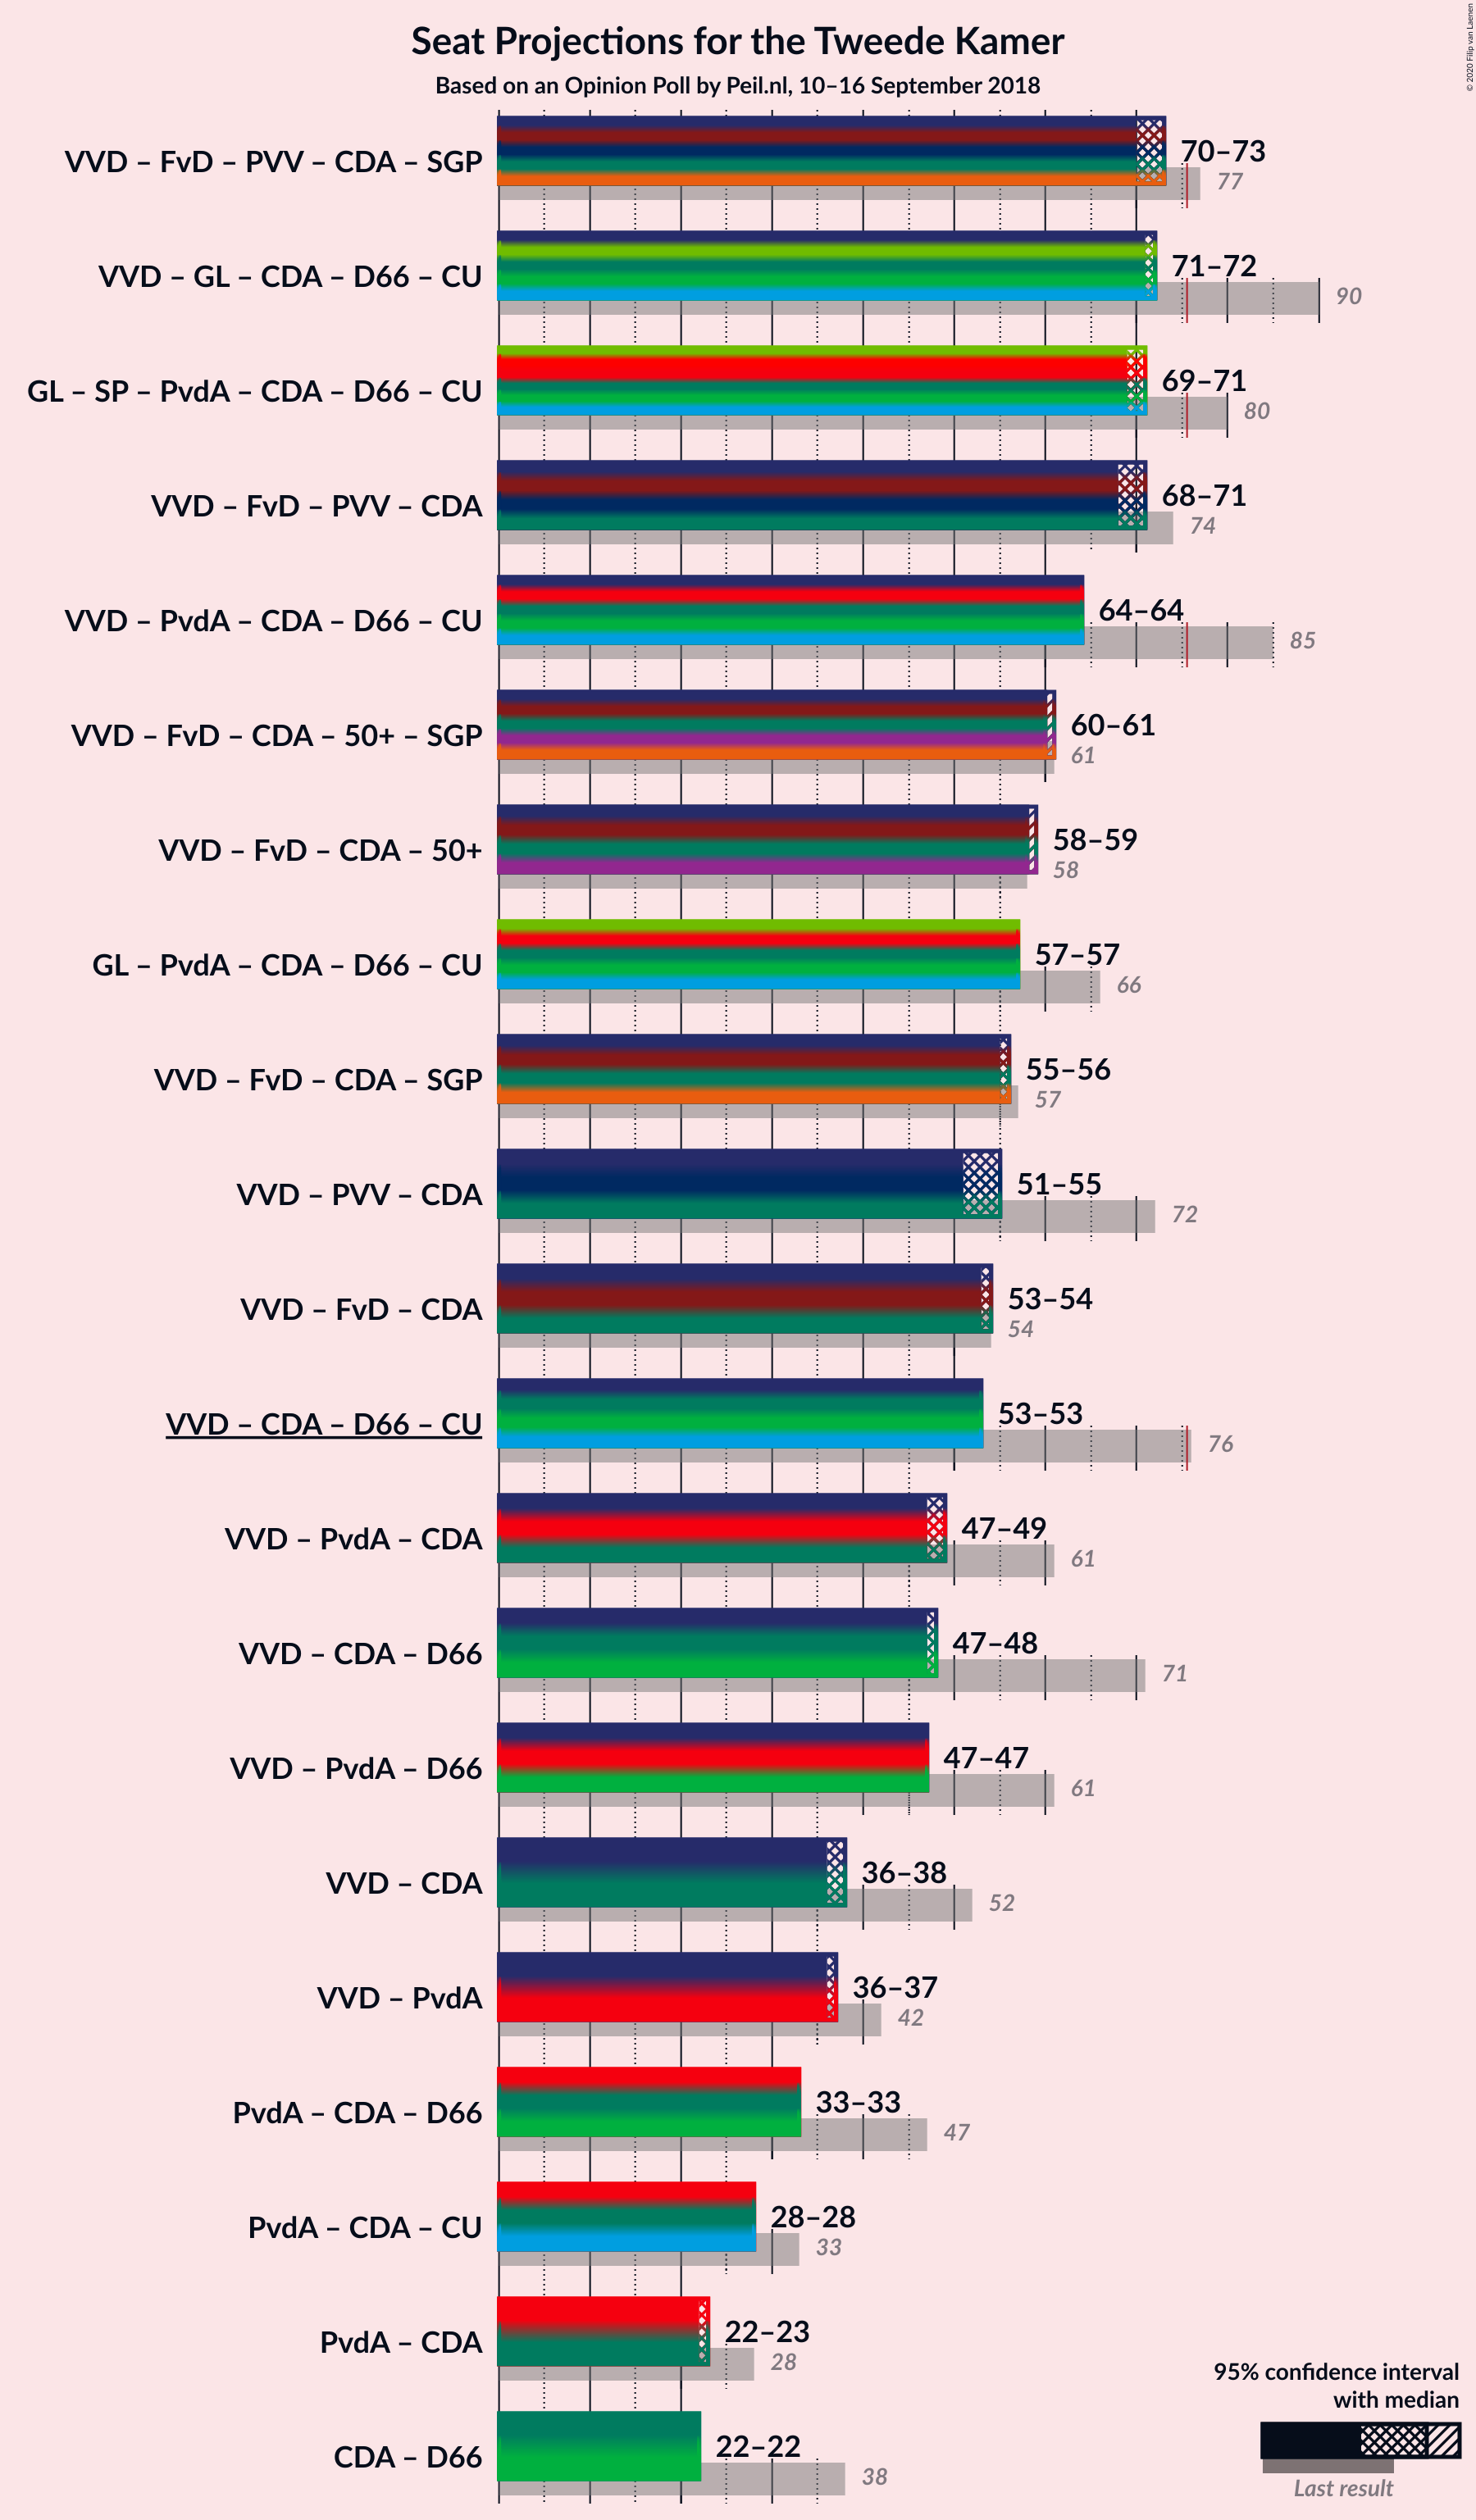 Seat Projections for the Tweede Kamer
Based on an Opinion Poll by Peil.nl, 10–16 September 2018
© 2020 Filip van Laenen
VVD – FvD – PVV – CDA – SGP
70–73
77
VVD – GL – CDA – D66 – CU
71–72
90
GL – SP – PvdA – CDA – D66 – CU
69–71
80
VVD – FvD – PVV – CDA
68–71
74
VVD – PvdA – CDA – D66 – CU
64–64
85
VVD – FvD – CDA – 50+ – SGP
60–61
61
VVD – FvD – CDA – 50+
58–59
58
GL – PvdA – CDA – D66 – CU
57–57
66
VVD – FvD – CDA – SGP
55–56
57
VVD – PVV – CDA
51–55
72
VVD – FvD – CDA
53–54
54
VVD – CDA – D66 – CU
53–53
76
VVD – PvdA – CDA
47–49
61
VVD – CDA – D66
47–48
71
VVD – PvdA – D66
47–47
61
VVD – CDA
36–38
52
VVD – PvdA
36–37
42
PvdA – CDA – D66
33–33
47
PvdA – CDA – CU
28–28
33
PvdA – CDA
22–23
28
CDA – D66
22–22
38
95% confidence interval
with median
Last result